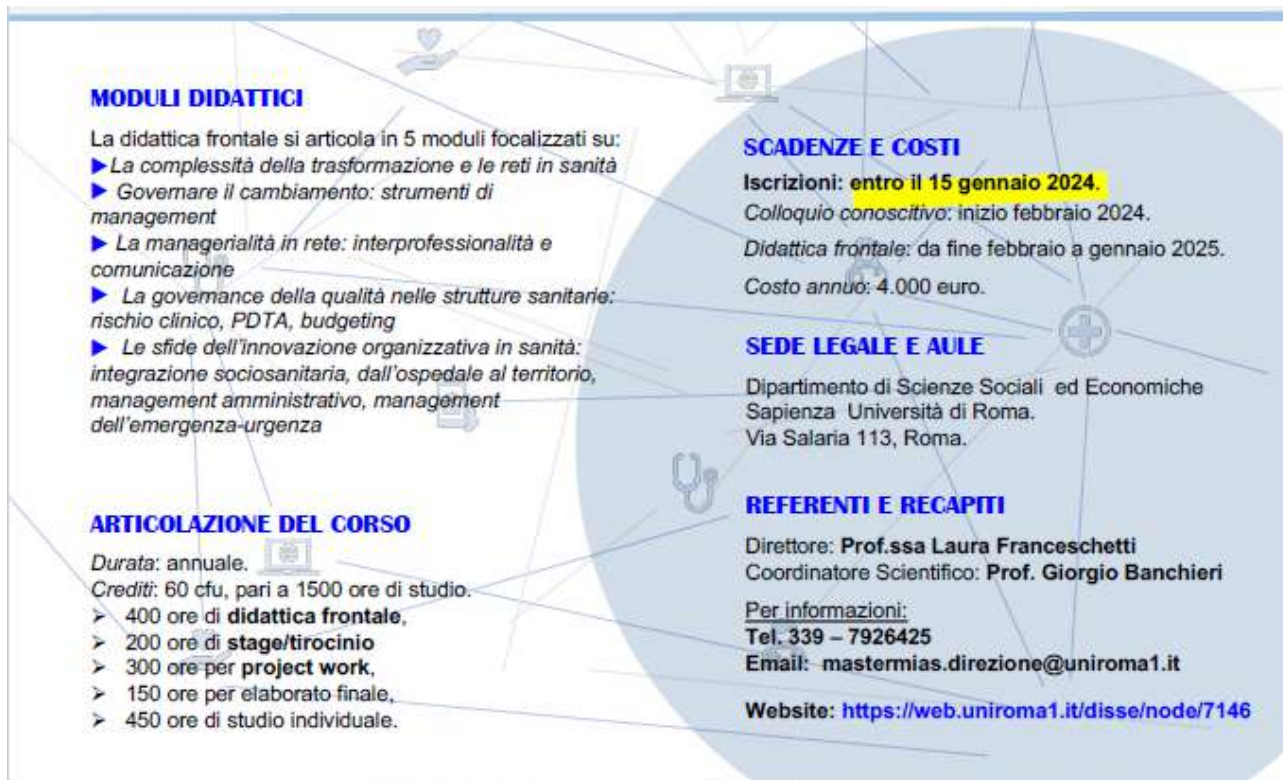 MODULI DIDATTICI
La didattica frontale si articola in 5 moduli focalizzati su:
▶La complessità della trasformazione e le reti in sanità
▶ Governare il cambiamento: strumenti di
management
▶ La managerialità in rete: interprofessionalità e
comunicazione
▶ La governance della qualità nelle strutture sanitarie:
rischio clinico, PDTA, budgeting
▶ Le sfide dell'innovazione organizzativa in sanità:
integrazione sociosanitaria, dall'ospedale al territorio,
management amministrativo, management
dell'emergenza-urgenza
ARTICOLAZIONE DEL CORSO
Durata: annuale.
Crediti: 60 cfu, pari a 1500 ore di studio.
➢ 400 ore di didattica frontale,
➢ 200 ore di stage/tirocinio
➢ 300 ore per project work,
➢ 150 ore per elaborato finale,
➢ 450 ore di studio individuale.
SCADENZE E COSTI
Iscrizioni: entro il 15 gennaio 2024.
Colloquio conoscitivo: inizio febbraio 2024.
Didattica frontale: da fine febbraio a gennaio 2025.
Costo annuo: 4.000 euro.
SEDE LEGALE E AULE
Dipartimento di Scienze Sociali ed Economiche
Sapienza Università di Roma.
Via Salaria 113, Roma.
REFERENTI E RECAPITI
Direttore: Prof.ssa Laura Franceschetti
Coordinatore Scientifico: Prof. Giorgio Banchieri
Per informazioni:
Tel. 339 – 7926425
Email: mastermias.direzione@uniroma1.it
Website: https://web.uniroma1.it/disse/node/7146